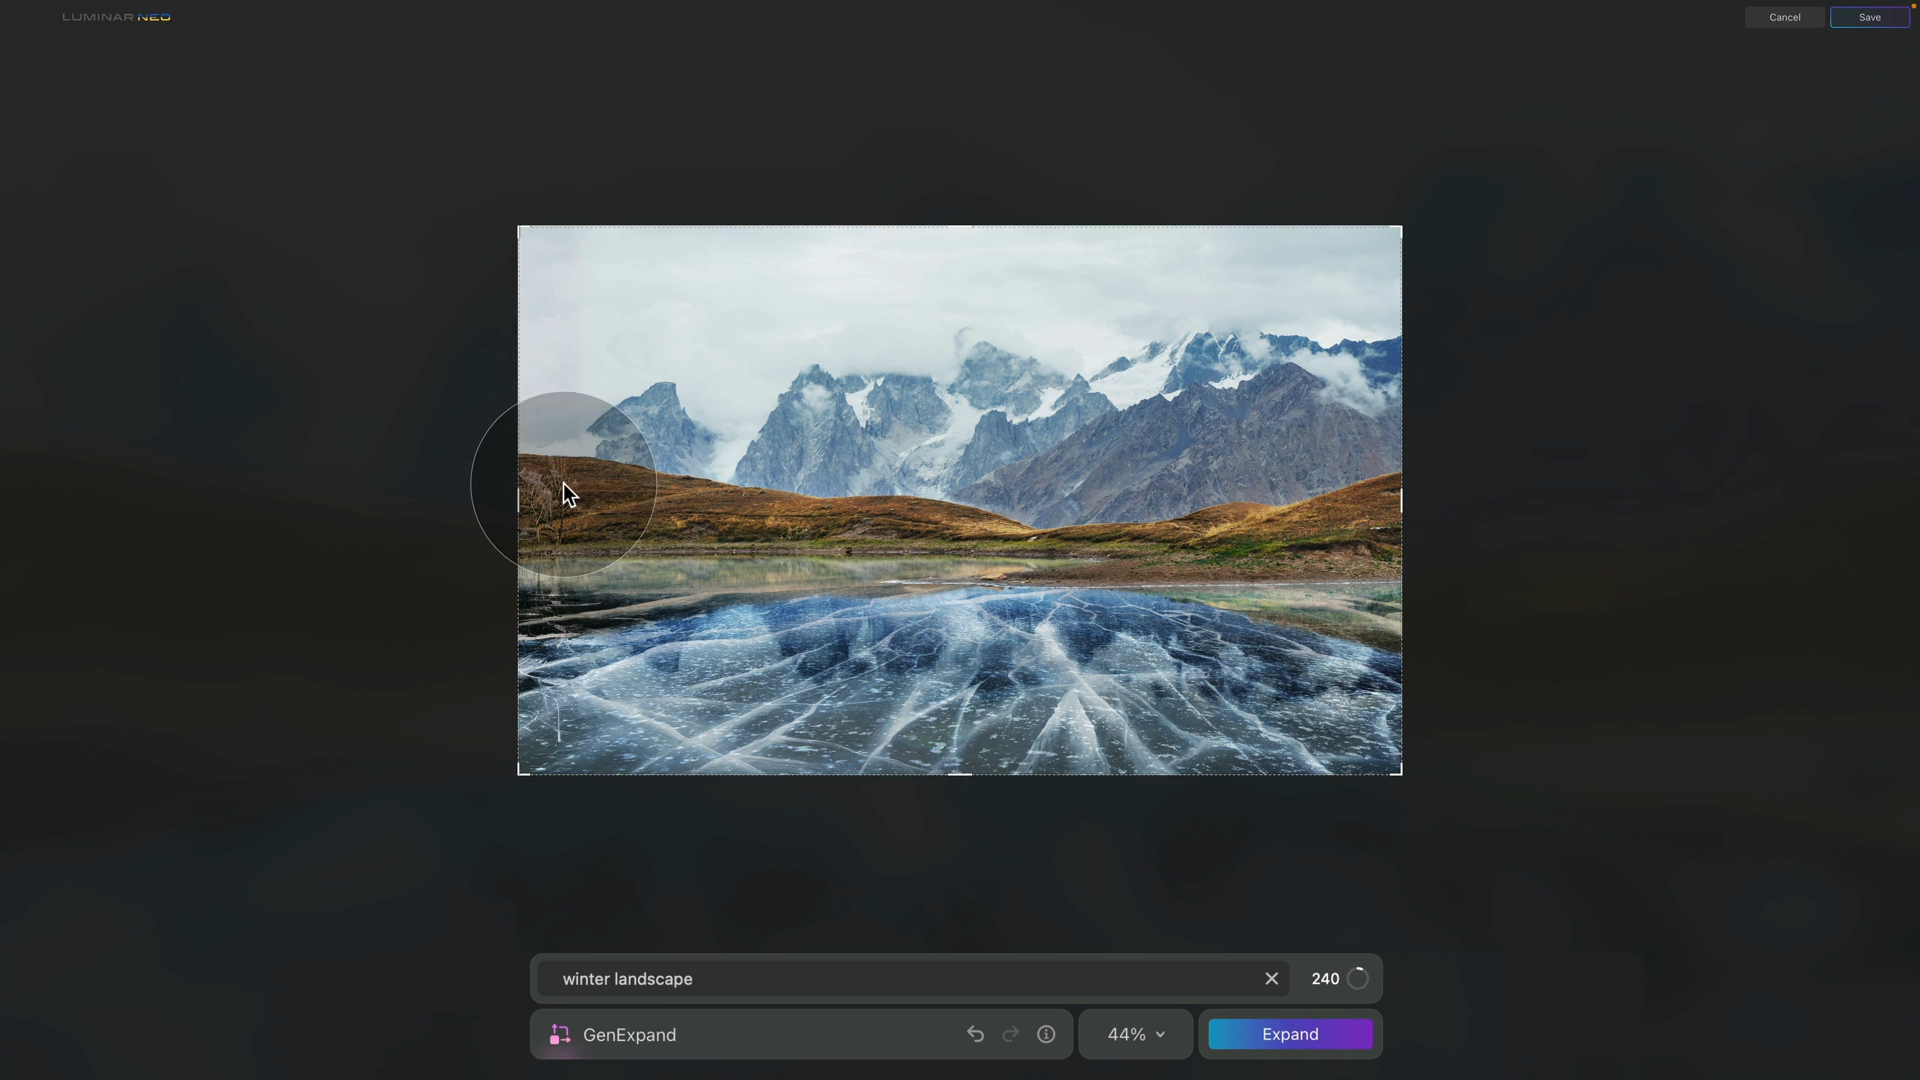 LUMINAR NEO
Cancel
Save
winter landscape
240
GenExpand
44%
Expand